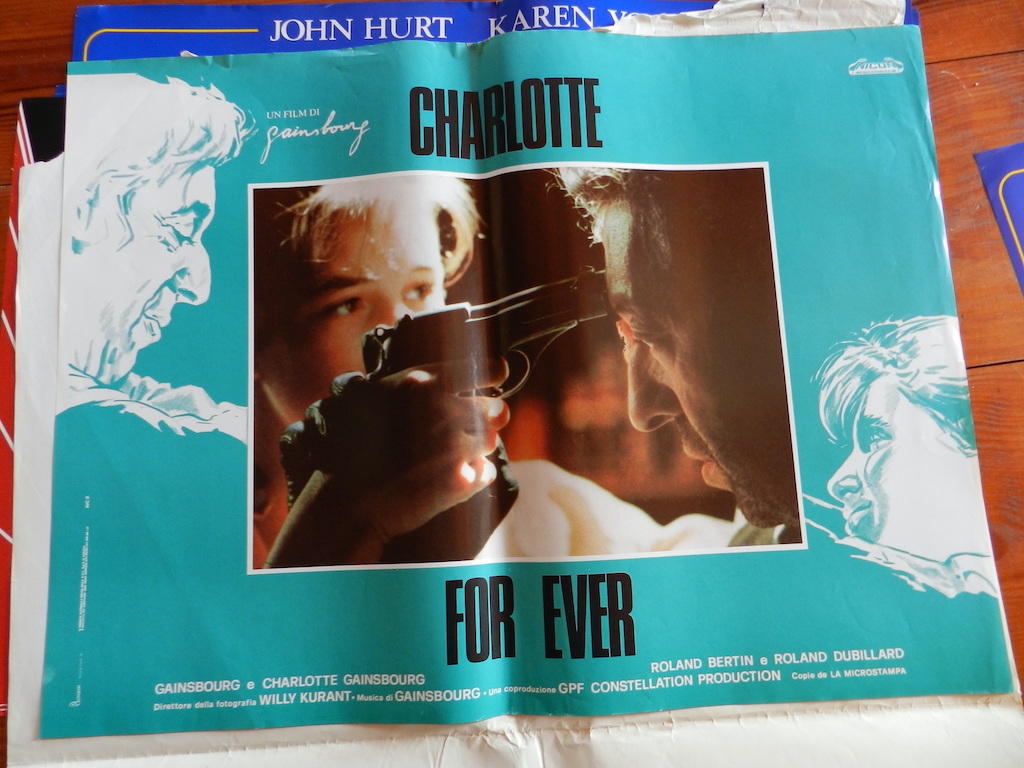 JOHN HURT KAREN
UN FILM DI
gainsbourg
CHARLOTTE
FOR EVER
GAINSBOURG e CHARLOTTE GAINSBOURG
ROLAND BERTIN e ROLAND DUBILLARD
Direttore della fotografia WILLY KURANT • Musica di GAINSBOURG • Una coproduzione GPF CONSTELLATION PRODUCTION Copie de LA MICROSTAMPA